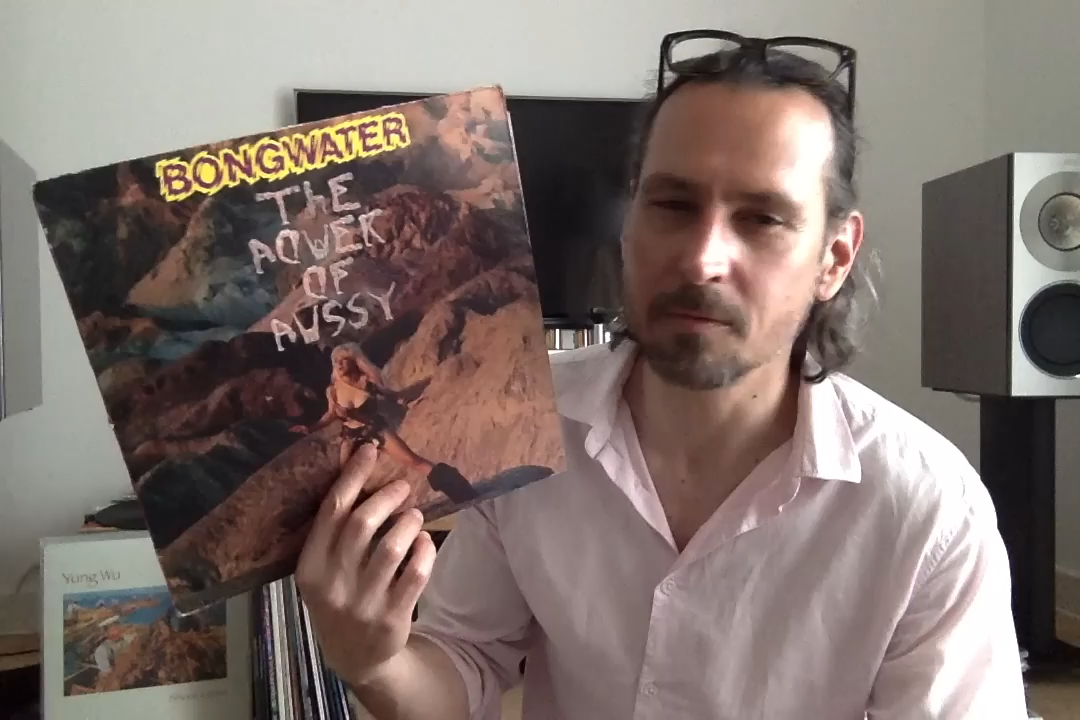 BONGWATER
THE
POWER
OF
PUSSY
Yung Wu